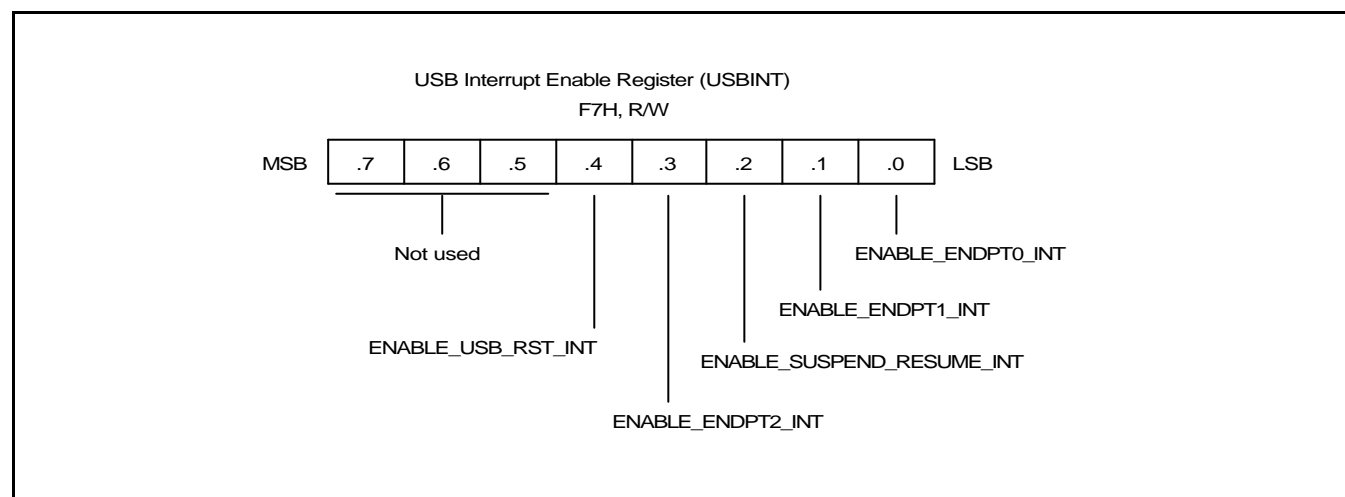 USB Interrupt Enable Register (USBINT)
F7H, R/W
MSB .7 .6 .5 .4 .3 .2 .1 .0 LSB
Not used
ENABLE_ENDPT0_INT
ENABLE_ENDPT1_INT
ENABLE_USB_RST_INT
ENABLE_SUSPEND_RESUME_INT
ENABLE_ENDPT2_INT